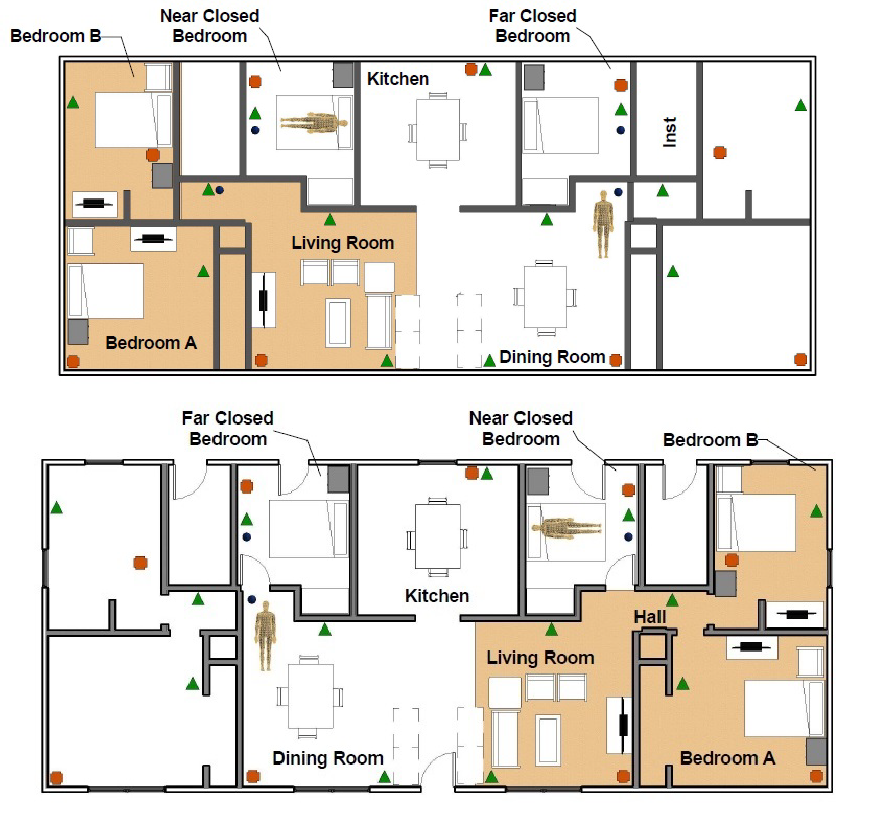 Near Closed
Bedroom
Far Closed
Bedroom
Bedroom B
Kitchen
Inst
Living Room
Bedroom A
Dining Room
Far Closed
Bedroom
Near Closed
Bedroom
Bedroom B
Kitchen
Hall
Living Room
Dining Room
Bedroom A